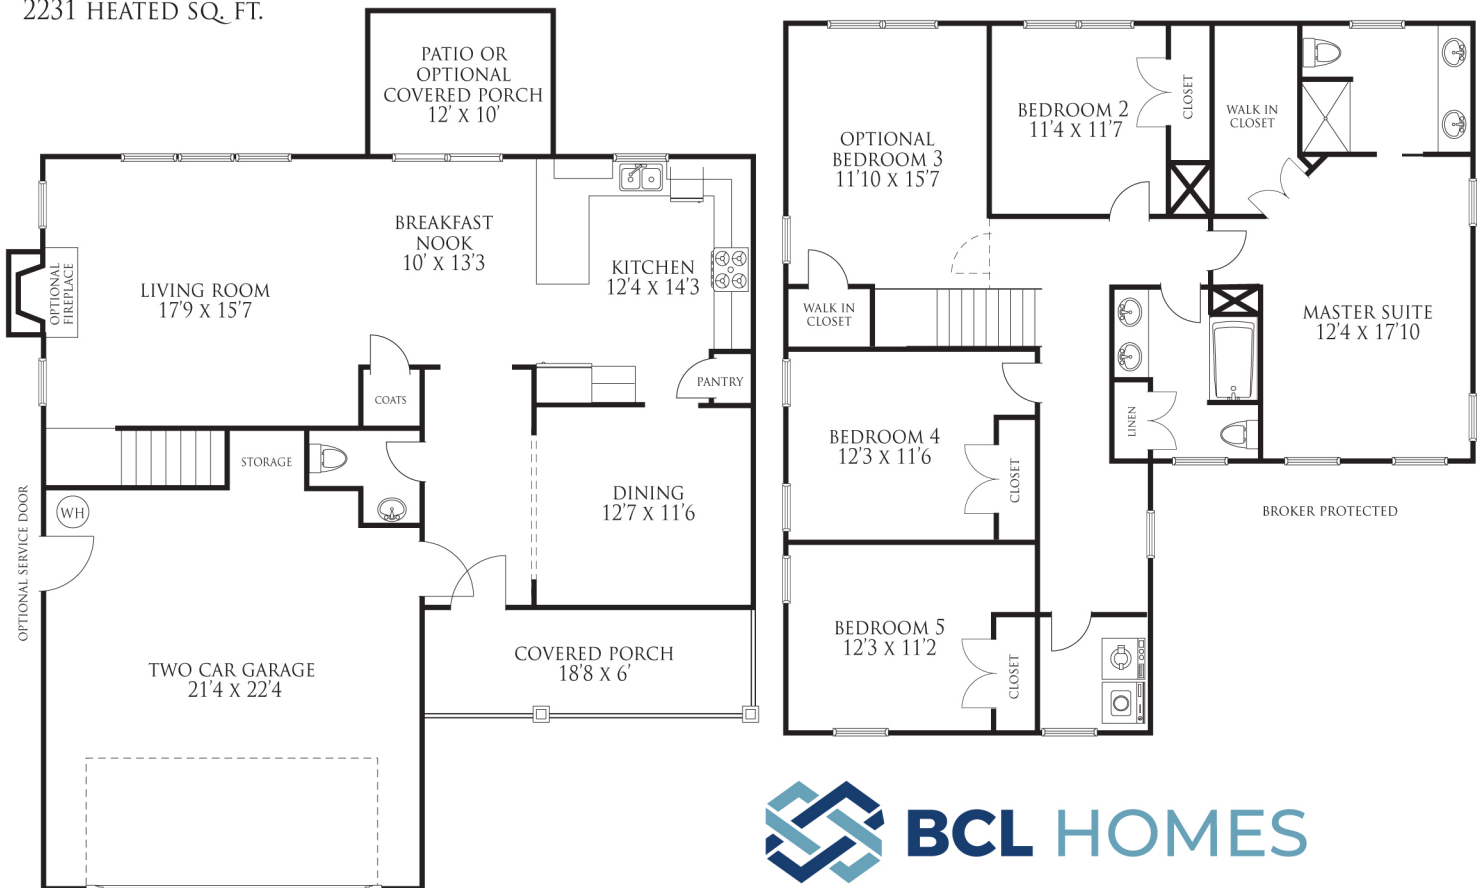 2231 HEATED SQ. FT.
PATIO OR
OPTIONAL
COVERED PORCH
12' X 10'
BREAKFAST
NOOK
10' X 13'3
KITCHEN
12'4 X 14'3
LIVING ROOM
17'9 X 15'7
OPTIONAL
FIREPLACE
COATS
PANTRY
STORAGE
WH
OPTIONAL SERVICE DOOR
DINING
12'7 X 11'6
TWO CAR GARAGE
21'4 X 22'4
COVERED PORCH
18'8 X 6'
OPTIONAL
BEDROOM 3
11'10 X 15'7
BEDROOM 2
11'4 X 11'7
CLOSET
WALK IN
CLOSET
WALK IN
CLOSET
MASTER SUITE
12'4 X 17'10
LINEN
BEDROOM 4
12'3 X 11'6
CLOSET
BROKER PROTECTED
BEDROOM 5
12'3 X 11'2
CLOSET
BCL HOMES